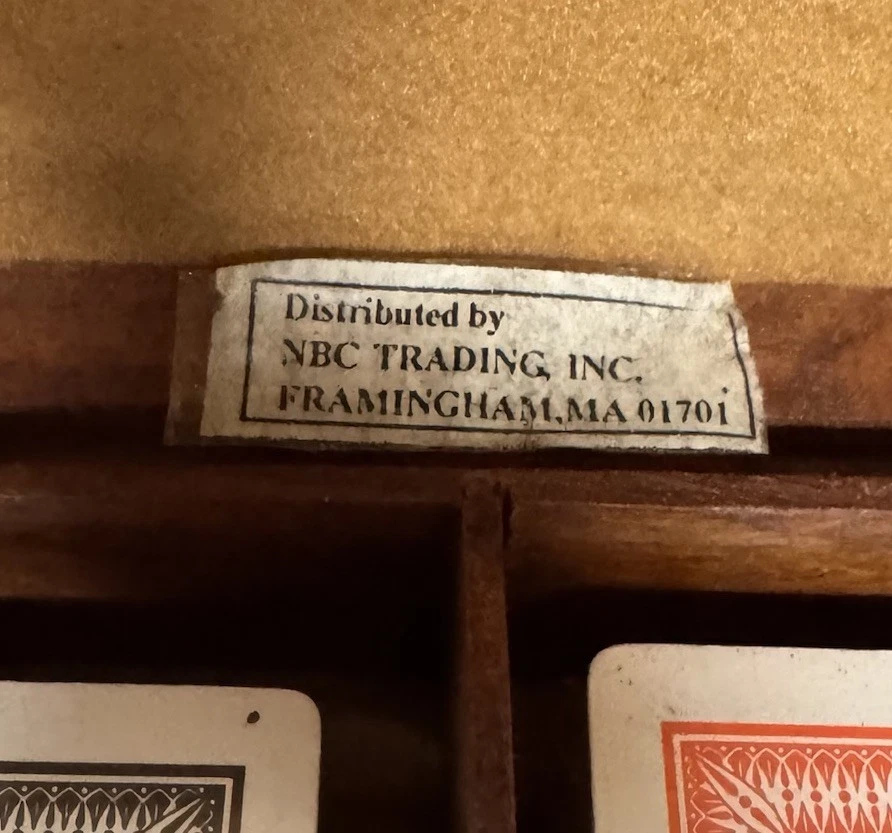 Distributed by
NBC TRADING, INC.
FRAMINGHAM, MA 01701